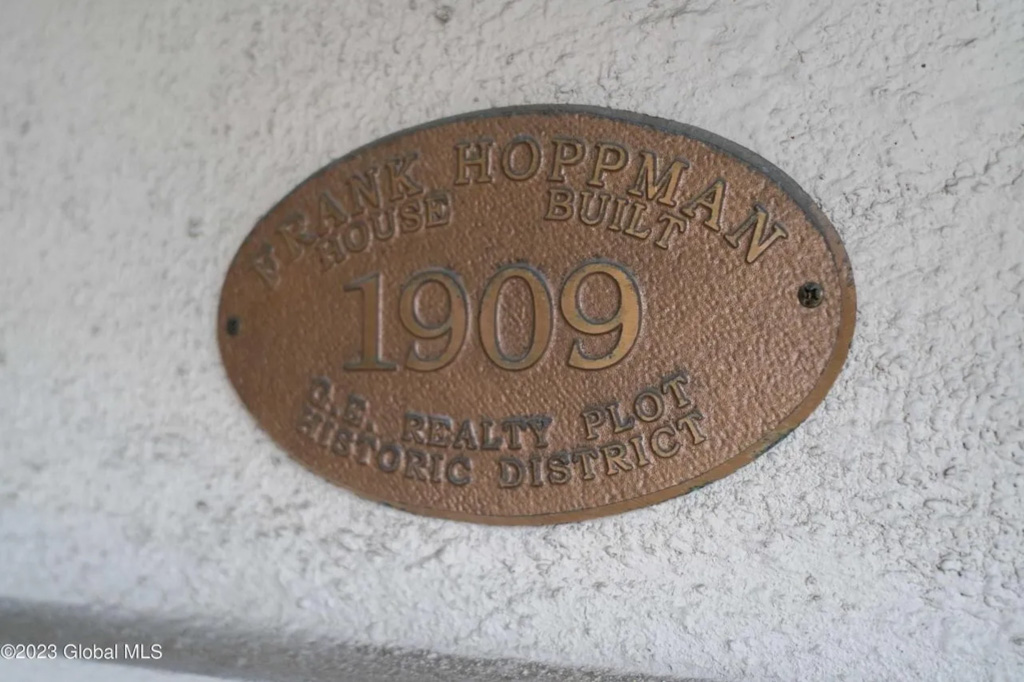 FRANK HOPPMAN
HOUSE BUILT
1909
G.E. REALTY PLOT
HISTORIC DISTRICT
©2023 Global MLS